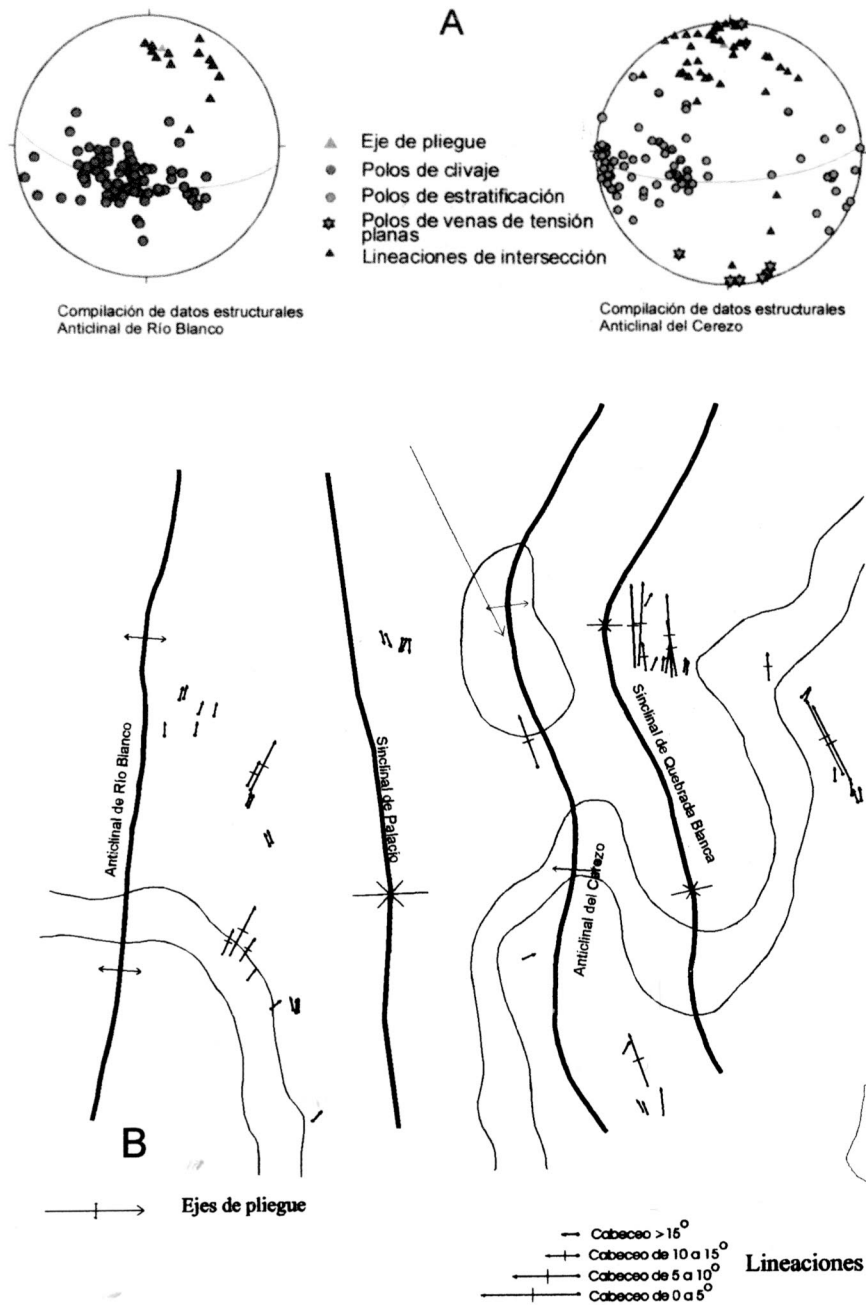 A
Eje de pliegue
Polos de clivaje
Polos de estratificación
Polos de venas de tensión
planas
Lineaciones de intersección
Compilación de datos estructurales
Anticlinal de Río Blanco
Compilación de datos estructurales
Anticlinal del Cerezo
Anticlinal de Río Blanco
Sinclinal de Palacio
Anticlinal del Cerezo
Sinclinal de Quebrada Blanca
B
Ejes de pliegue
Cabeceo >15°
Cabeceo de 10 a 15°
Cabeceo de 5 a 10°
Cabeceo de 0 a 5°
Lineaciones